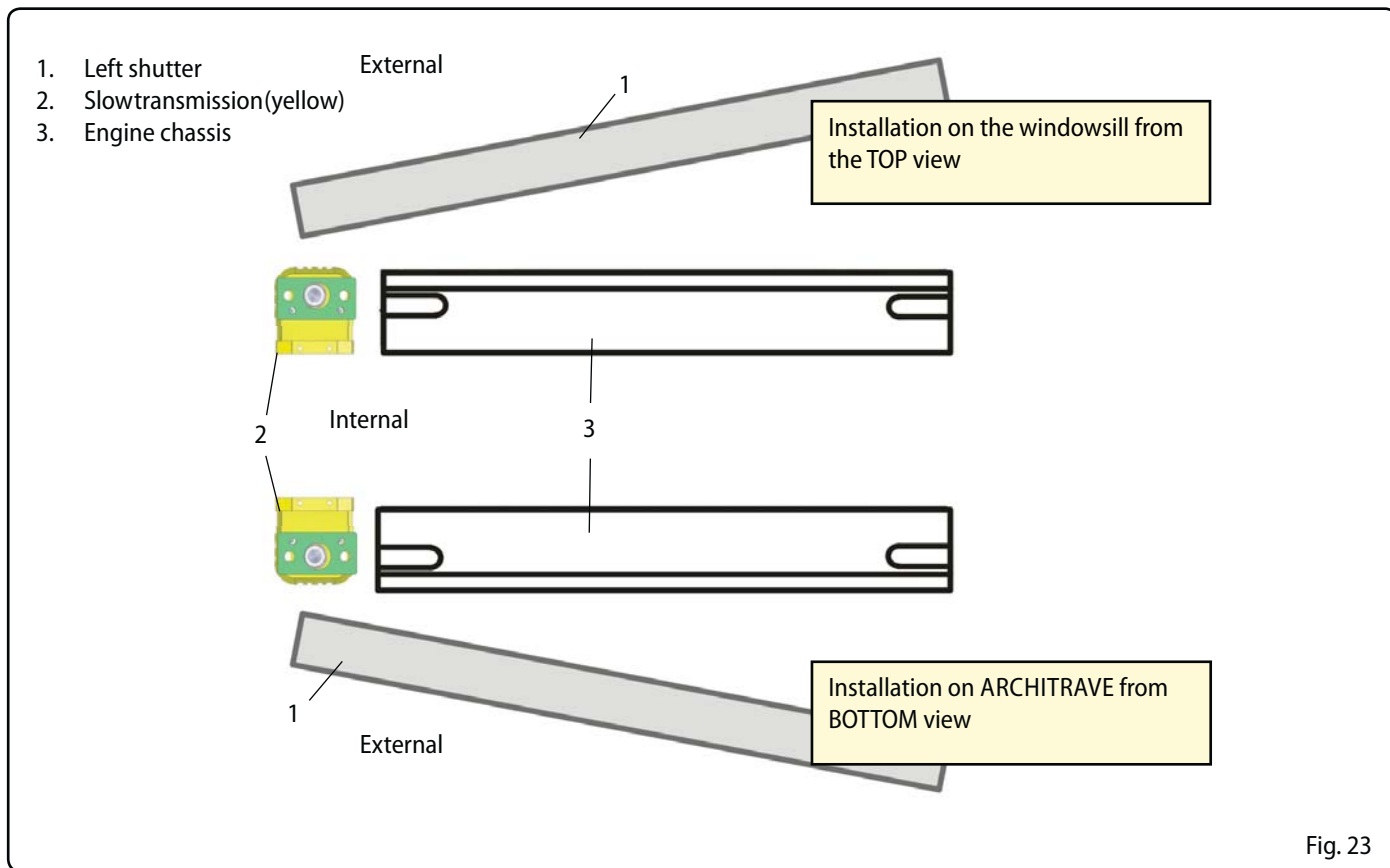 1. Left shutter
2. Slowtransmission(yellow)
3. Engine chassis
External
1
Installation on the windowsill from
the TOP view
2
Internal
3
1
External
Installation on ARCHITRAVE from
BOTTOM view
Fig. 23